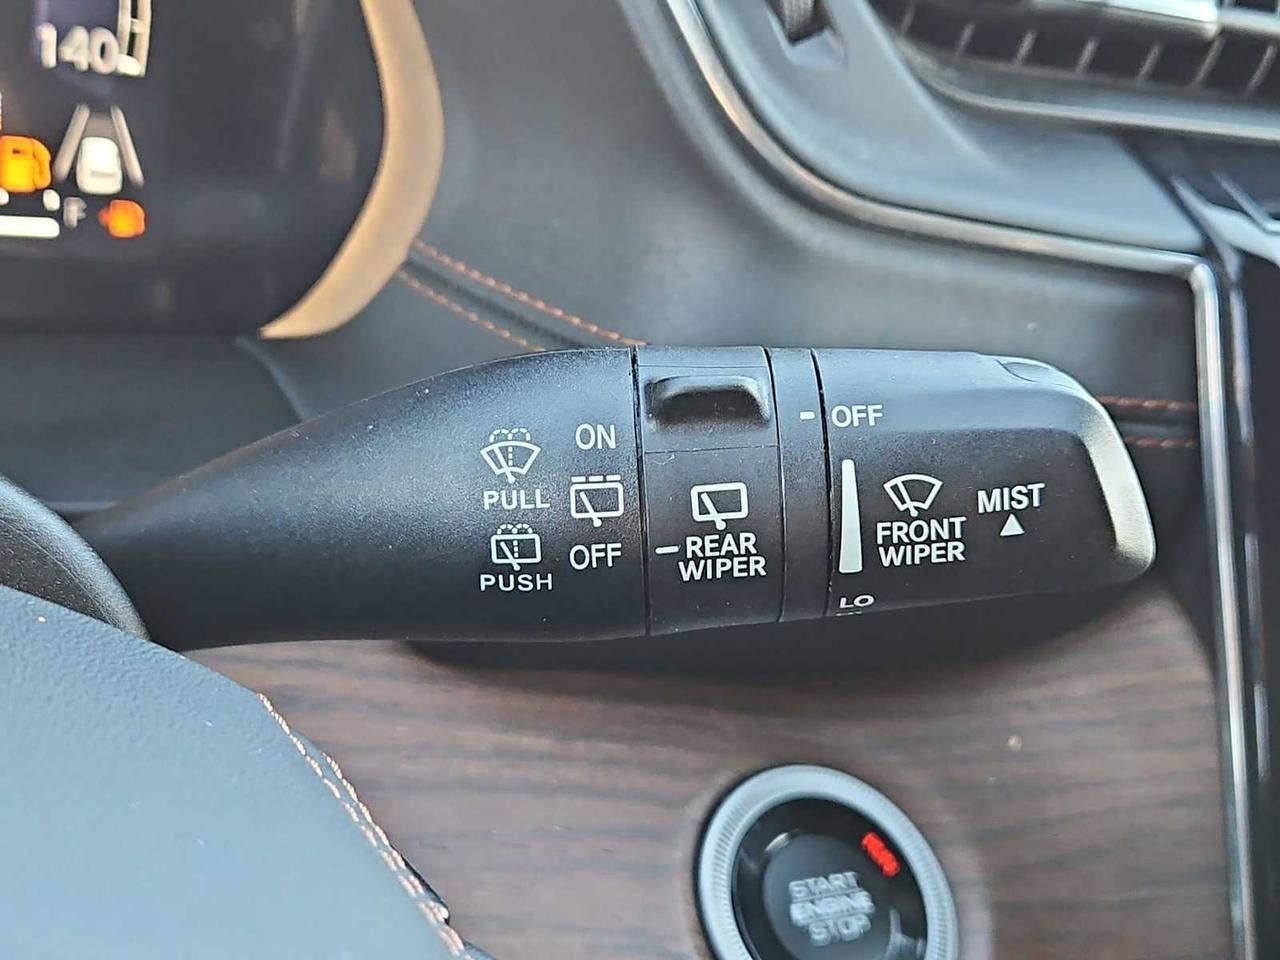 140
F
PULL
PUSH
ON
OFF
REAR
WIPER
OFF
FRONT
WIPER
MIST
LO
START
ENGINE
STOP